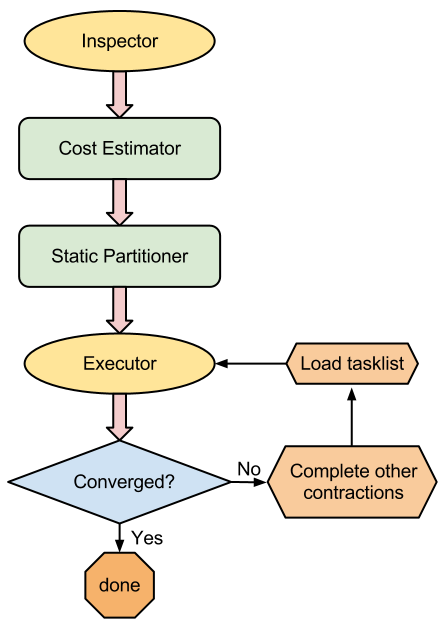 Inspector
Cost Estimator
Static Partitioner
Executor
Load tasklist
Converged?
No
Complete other
contractions
Yes
done